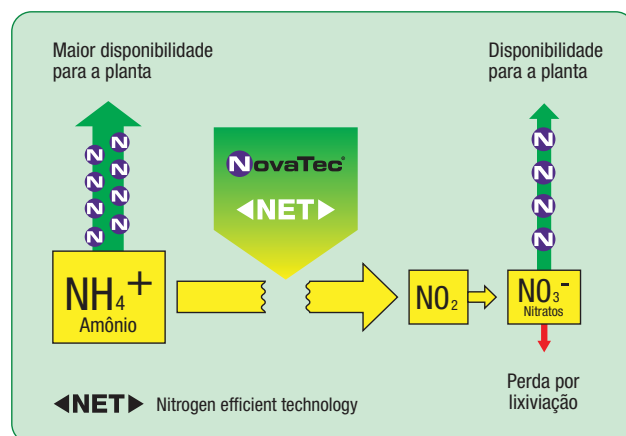 Maior disponibilidade
para a planta
Disponibilidade
para a planta
N N N N N N N
NovaTec®
NET
N
N
N
N
NH₄⁺
Amônio
NO₂
NO₃⁻
Nitratos
Perda por
lixiviação
NET Nitrogen efficient technology